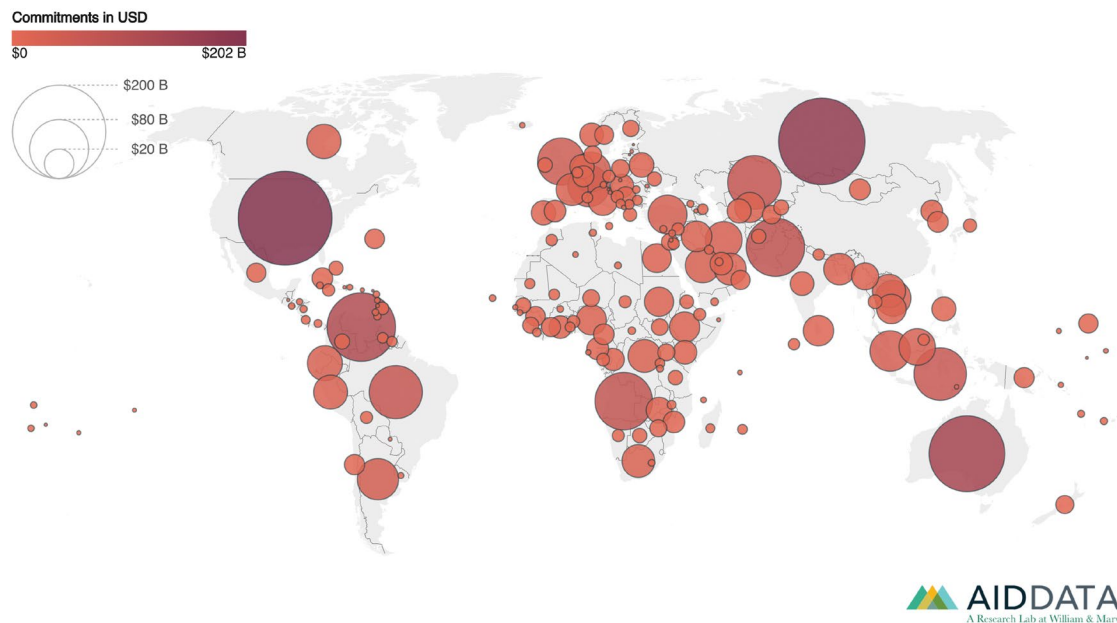 Commitments in USD
$0 $202 B
$200 B
$80 B
$20 B
AIDDATA
A Research Lab at William & Mar